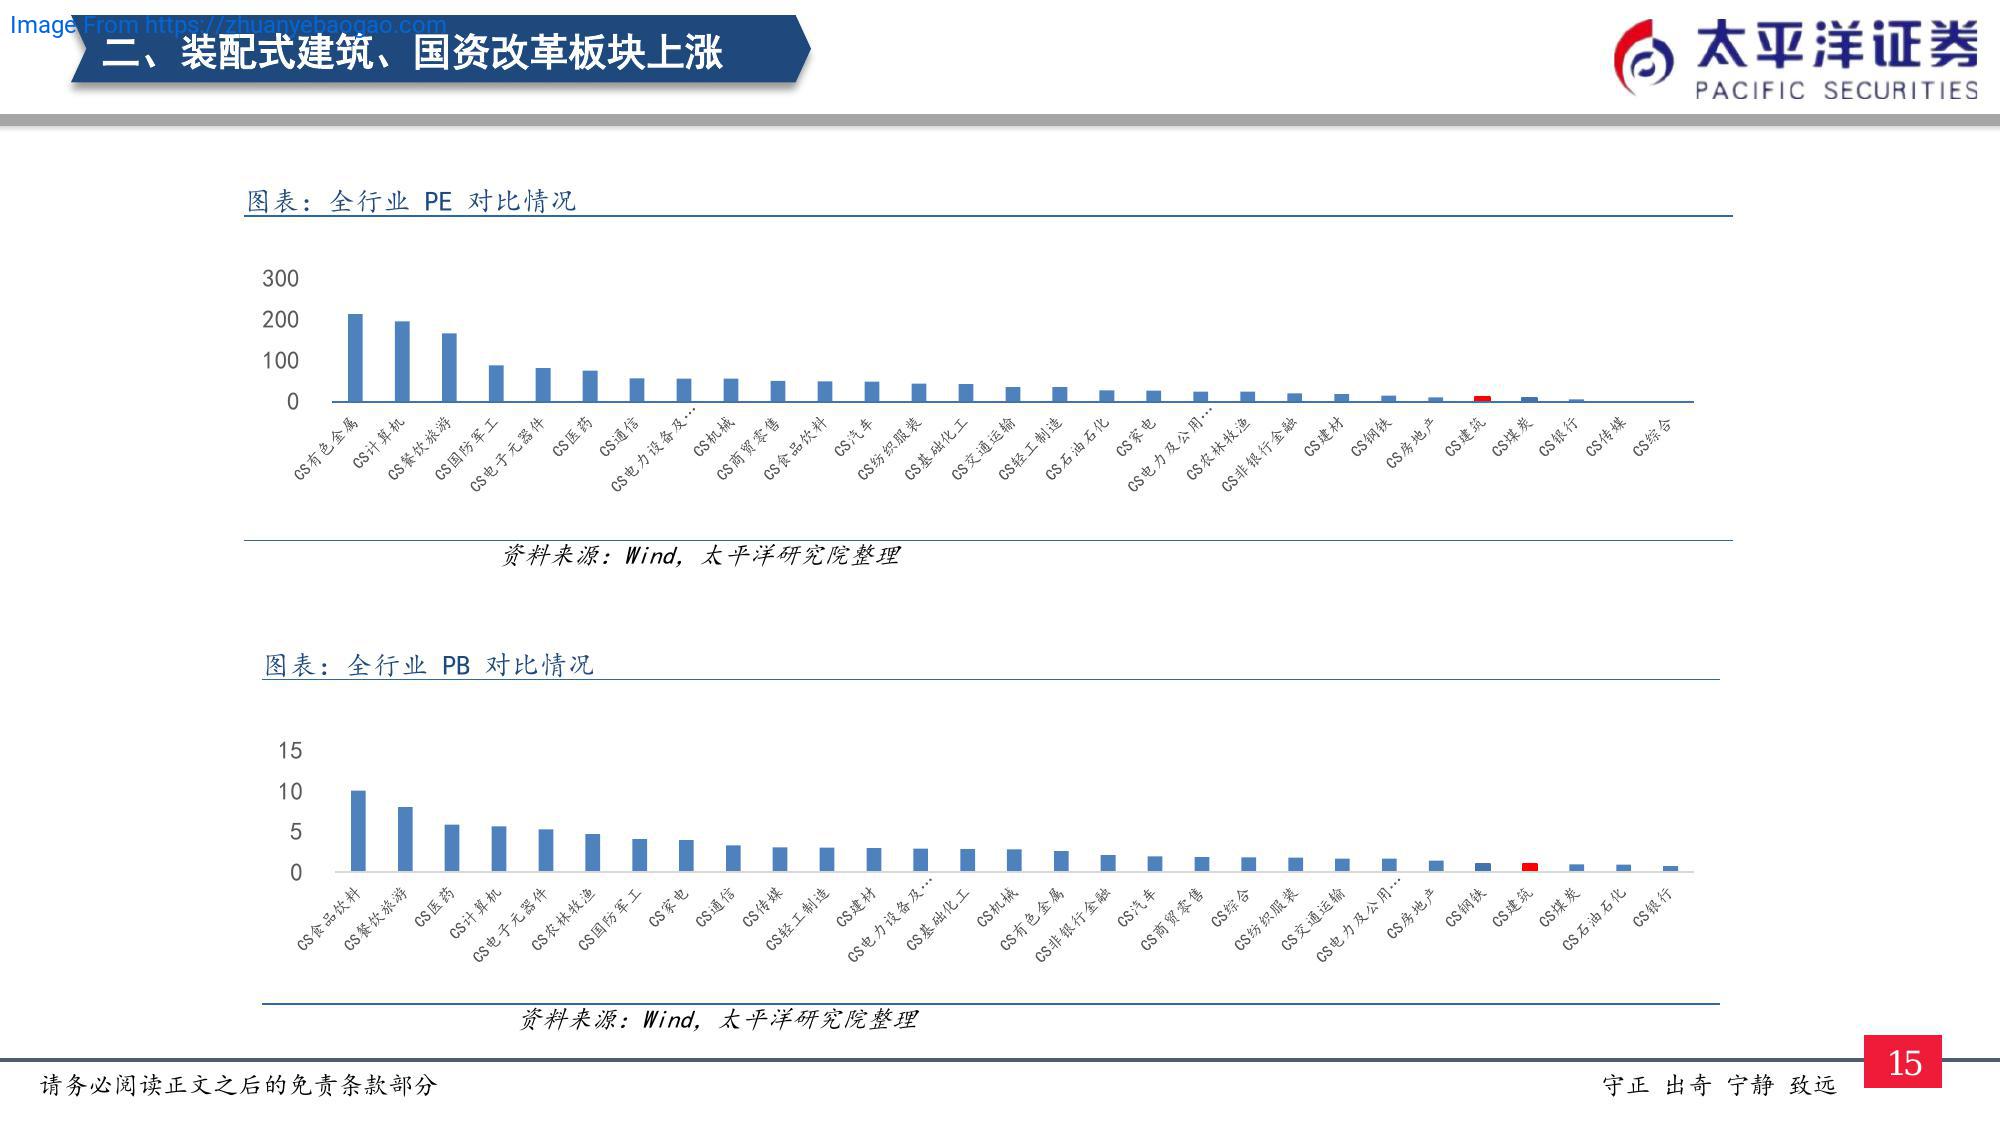 Image From https://zhuanyebaogao.com
二、装配式建筑、国资改革板块上涨
太平洋证券
PACIFIC SECURITIES
图表：全行业 PE 对比情况
300
200
100
0
CS有色金属
CS计算机
CS餐饮旅游
CS国防军工
CS电子元器件
CS医药
CS通信
CS电力设备及…
CS机械
CS商贸零售
CS食品饮料
CS汽车
CS纺织服装
CS基础化工
CS交通运输
CS轻工制造
CS石油石化
CS家电
CS电力及公用…
CS农林牧渔
CS非银行金融
CS建材
CS钢铁
CS房地产
CS建筑
CS煤炭
CS银行
CS传媒
CS综合
资料来源：Wind，太平洋研究院整理
图表：全行业 PB 对比情况
15
10
5
0
CS食品饮料
CS餐饮旅游
CS医药
CS计算机
CS电子元器件
CS农林牧渔
CS国防军工
CS家电
CS通信
CS传媒
CS轻工制造
CS建材
CS电力设备及…
CS基础化工
CS机械
CS有色金属
CS非银行金融
CS汽车
CS商贸零售
CS综合
CS纺织服装
CS交通运输
CS电力及公用…
CS房地产
CS钢铁
CS建筑
CS煤炭
CS石油石化
CS银行
资料来源：Wind，太平洋研究院整理
请务必阅读正文之后的免责条款部分
守正 出奇 宁静 致远
15